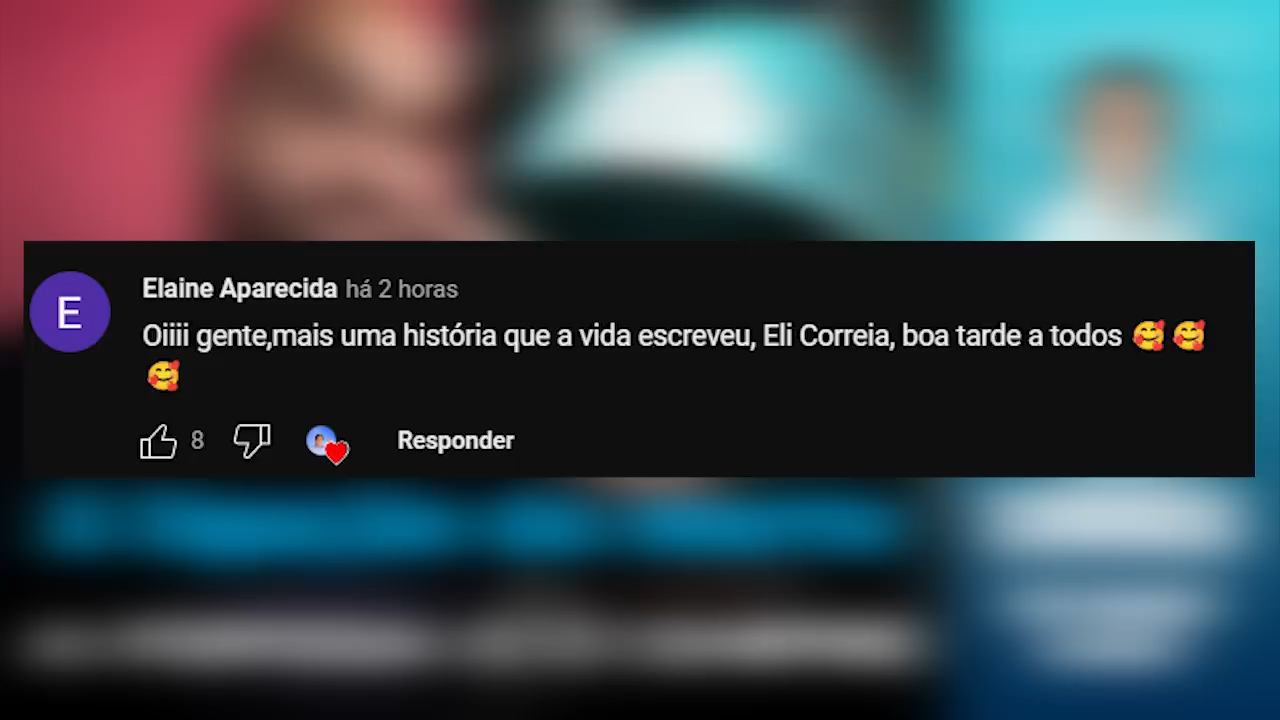 E
Elaine Aparecida há 2 horas
Oiiii gente,mais uma história que a vida escreveu, Eli Correia, boa tarde a todos 🥰 🥰
🥰
8 Responder